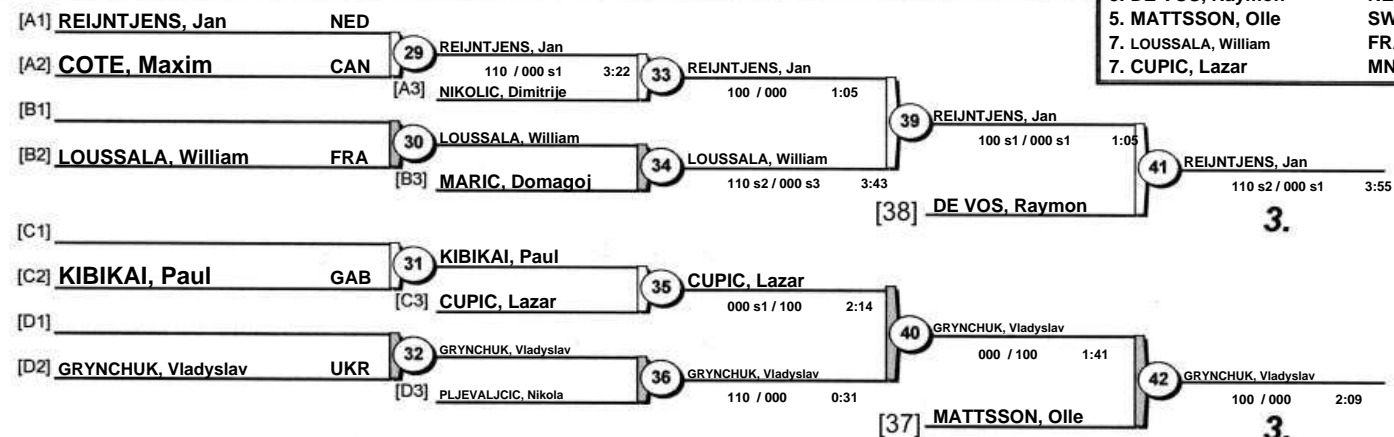 5. MATTSSON, Olle SW
7. LOUSSALA, William FRA
7. CUPIC, Lazar MN
[A1] REIJNTJENS, Jan NED
[A2] COTE, Maxim CAN
29 REIJNTJENS, Jan
110 / 000 s1 3:22
[A3] NIKOLIC, Dimitrije
33 REIJNTJENS, Jan
100 / 000 1:05
[B1]
[B2] LOUSSALA, William FRA
30 LOUSSALA, William
[B3] MARIC, Domagoj
34 LOUSSALA, William
110 s2 / 000 s3 3:43
39 REIJNTJENS, Jan
100 s1 / 000 s1 1:05
[38] DE VOS, Raymon
41 REIJNTJENS, Jan
110 s2 / 000 s1 3:55
3.
[C1]
[C2] KIBIKAI, Paul GAB
31 KIBIKAI, Paul
[C3] CUPIC, Lazar
35 CUPIC, Lazar
000 s1 / 100 2:14
[D1]
[D2] GRYNCHUK, Vladyslav UKR
32 GRYNCHUK, Vladyslav
[D3] PLJEVALJCIC, Nikola
36 GRYNCHUK, Vladyslav
110 / 000 0:31
40 GRYNCHUK, Vladyslav
000 / 100 1:41
[37] MATTSSON, Olle
42 GRYNCHUK, Vladyslav
100 / 000 2:09
3.